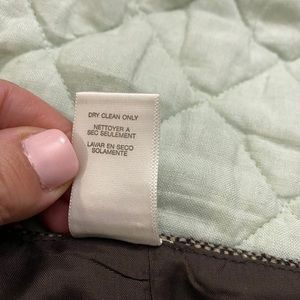 DRY CLEAN ONLY
NETTOYER A
SEC SEULEMENT
LAVAR EN SECO
SOLAMENTE